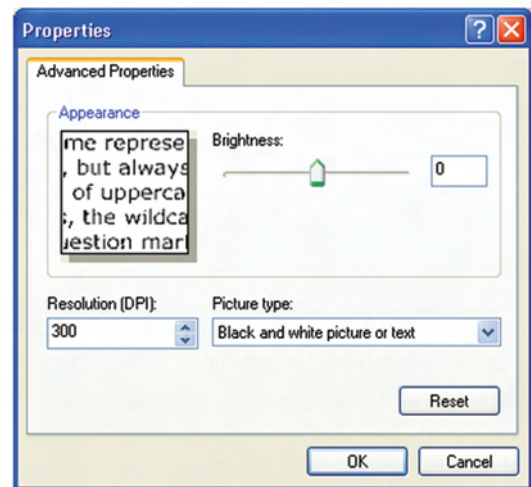 Properties
?
X
Advanced Properties
Appearance
me represe
, but always
of upperca
s, the wildca
uestion mar
Brightness:
0
Resolution (DPI):
Picture type:
300
Black and white picture or text
Reset
OK
Cancel